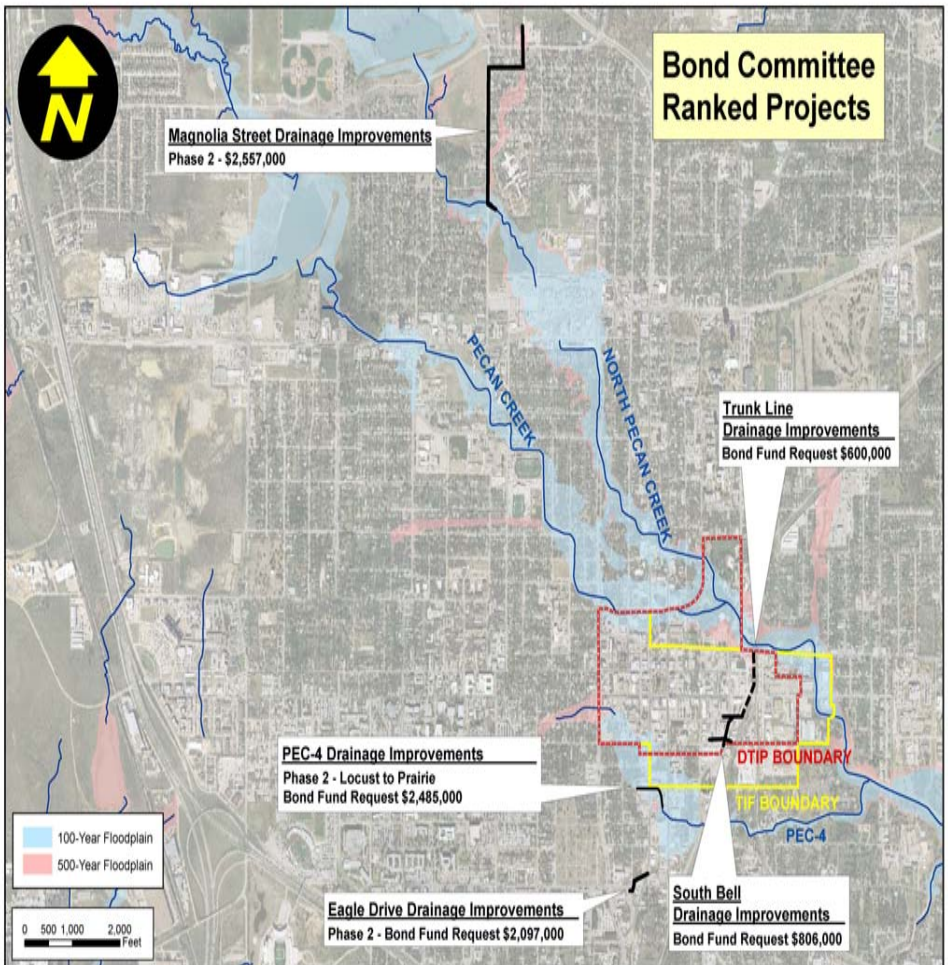 N
Bond Committee
Ranked Projects
Magnolia Street Drainage Improvements
Phase 2 - $2,557,000
PECAN CREEK
NORTH PECAN CREEK
Trunk Line
Drainage Improvements
Bond Fund Request $600,000
PEC-4 Drainage Improvements
Phase 2 - Locust to Prairie
Bond Fund Request $2,485,000
DTIP BOUNDARY
TIF BOUNDARY
PEC-4
100-Year Floodplain
500-Year Floodplain
0 500 1,000 2,000
Feet
Eagle Drive Drainage Improvements
Phase 2 - Bond Fund Request $2,097,000
South Bell
Drainage Improvements
Bond Fund Request $806,000